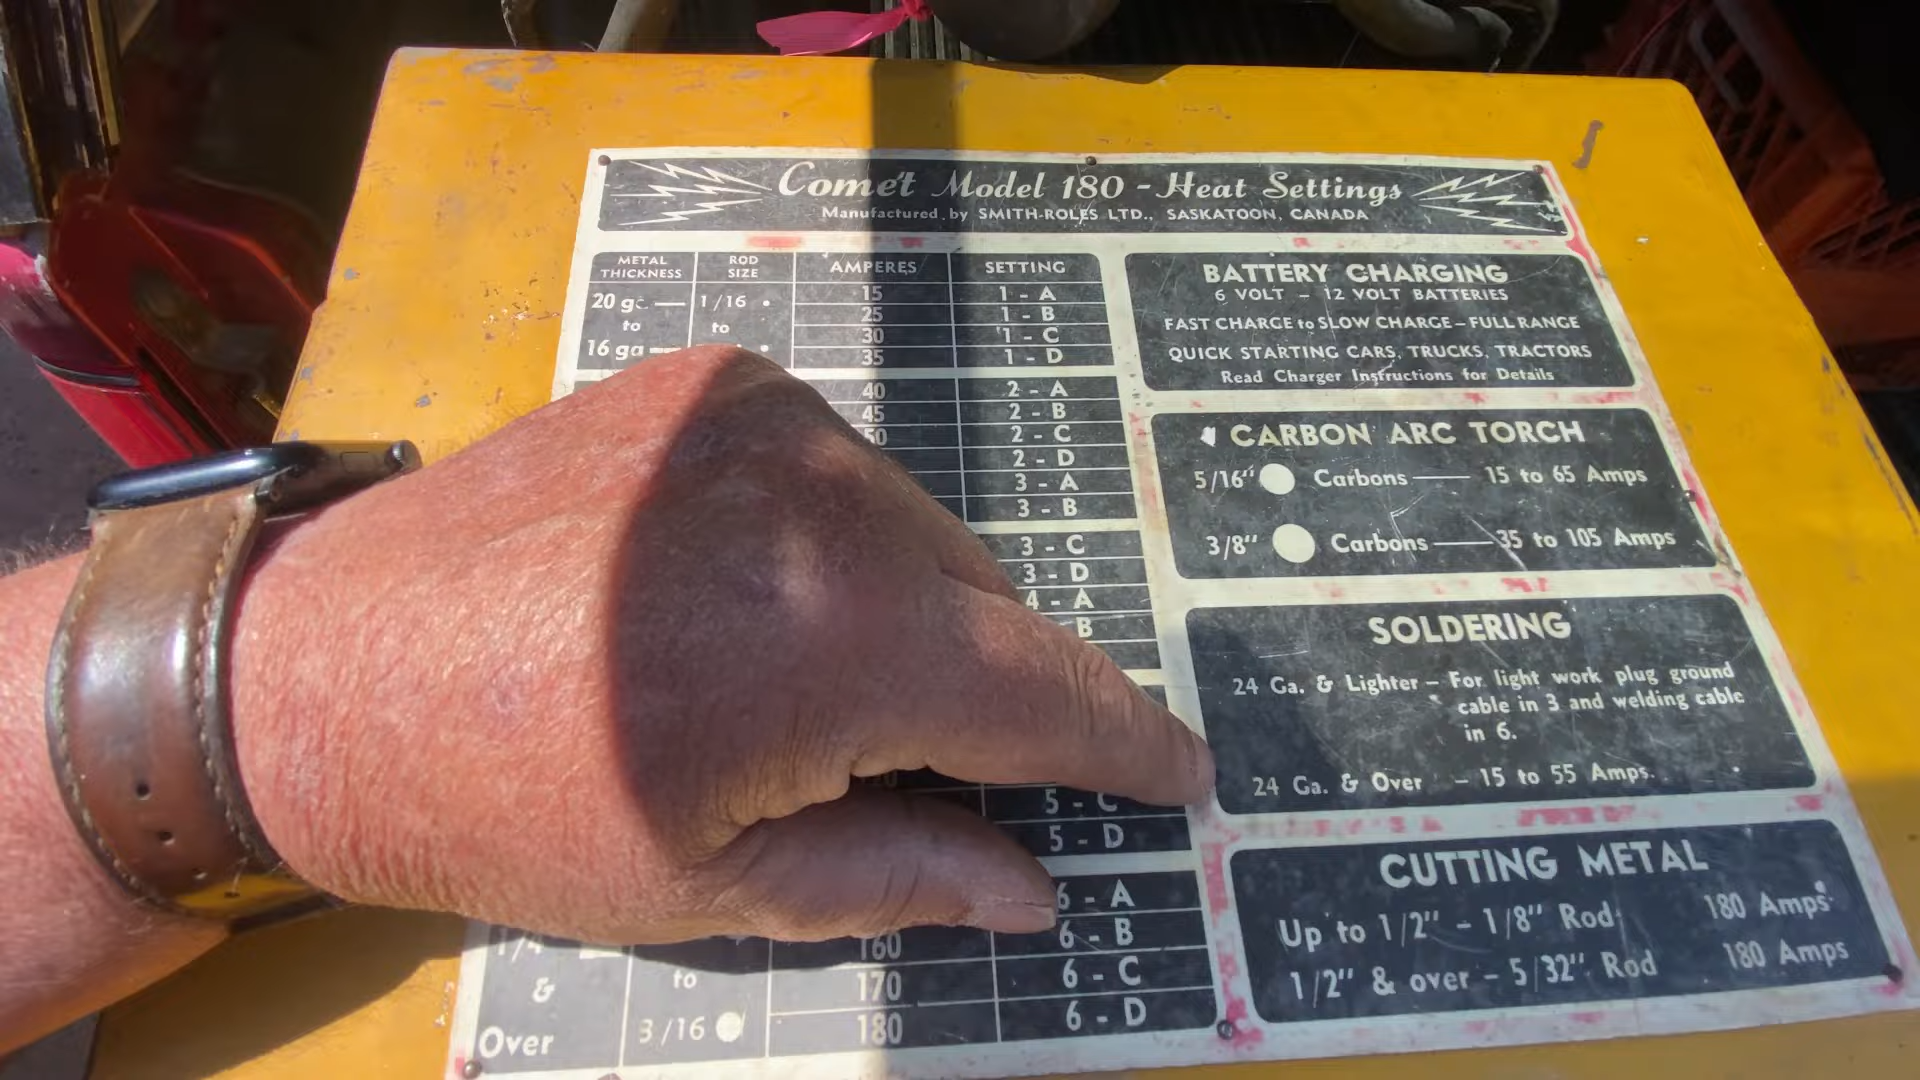 Comet Model 180 - Heat Settings
Manufactured by SMITH-ROLES LTD., SASKATOON, CANADA
METAL THICKNESS ROD SIZE AMPERES SETTING
20 ga. — 1/16
to to
16 ga
15 1 - A
25 1 - B
30 1 - C
35 1 - D
40 2 - A
45 2 - B
50 2 - C
2 - D
3 - A
3 - B
3 - C
3 - D
4 - A
B
5 - C
5 - D
6 - A
160 6 - B
170 6 - C
180 6 - D
1/4
& to
Over 3/16
BATTERY CHARGING
6 VOLT – 12 VOLT BATTERIES
FAST CHARGE to SLOW CHARGE – FULL RANGE
QUICK STARTING CARS, TRUCKS, TRACTORS
Read Charger Instructions for Details
CARBON ARC TORCH
5/16" Carbons — 15 to 65 Amps
3/8" Carbons — 35 to 105 Amps
SOLDERING
24 Ga. & Lighter – For light work plug ground
cable in 3 and welding cable
in 6.
24 Ga. & Over – 15 to 55 Amps.
CUTTING METAL
Up to 1/2" – 1/8" Rod 180 Amps
1/2" & over – 5/32" Rod 180 Amps